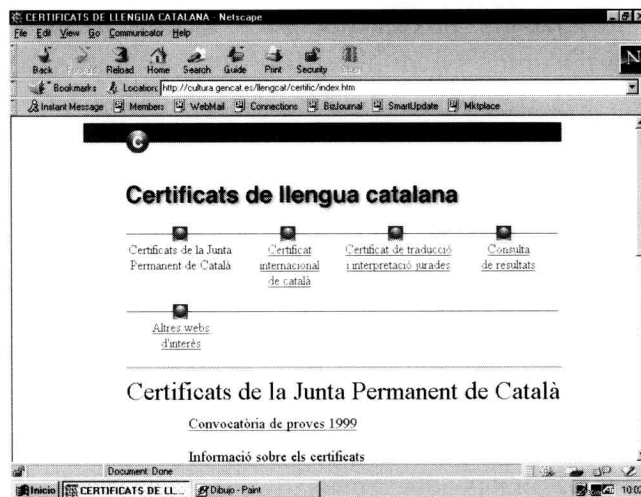 CERTIFICATS DE LLENGUA CATALANA - Netscape
File Edit View Go Communicator Help
Back Reload Home Search Guide Print Security Stop
Bookmarks Location: http://cultura.gencat.es/llengcat/certific/index.htm
Instant Message Members WebMail Connections BizJournal SmartUpdate Mktplace
C
Certificats de llengua catalana
Certificats de la Junta Permanent de Català
Certificat internacional de català
Certificat de traducció i interpretació jurades
Consulta de resultats
Altres webs d'interès
Certificats de la Junta Permanent de Català
Convocatòria de proves 1999
Informació sobre els certificats
Document: Done
Inicio CERTIFICATS DE LL... Dibujo - Paint